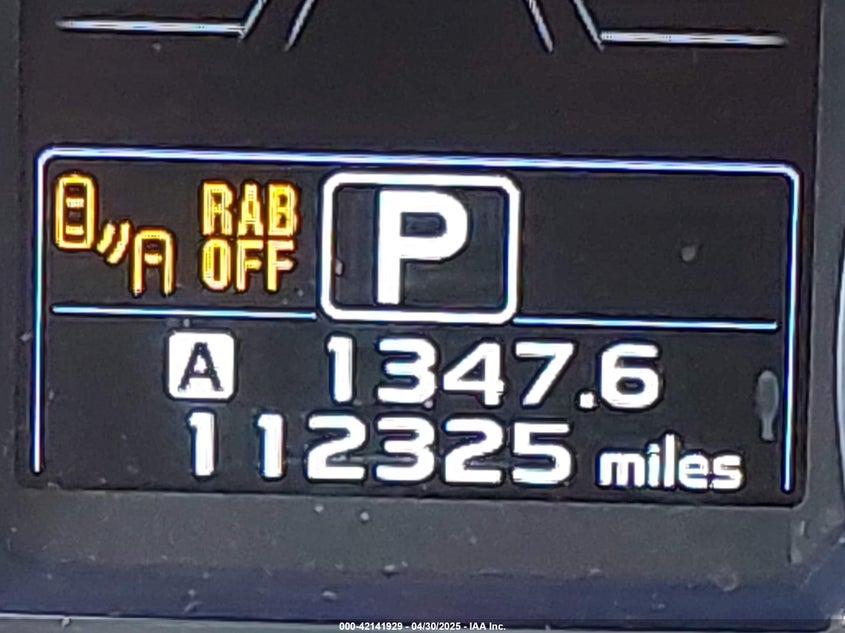 RAB
OFF
P
A 1347.6
112325 miles
000-42141929 - 04/30/2025 - IAA Inc.